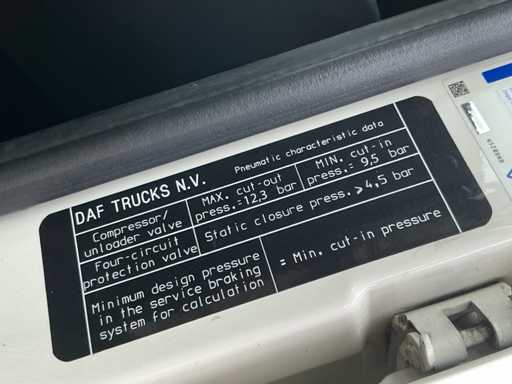 DAF TRUCKS N.V. Pneumatic characteristic data
Compressor/
unloader valve
MAX. cut-out
press.=12,3 bar
MIN. cut-in
press.= 9,5 bar
Four-circuit
protection valve
Static closure press.≥4,5 bar
Minimum design pressure
in the service braking
system for calculation
= Min. cut-in pressure